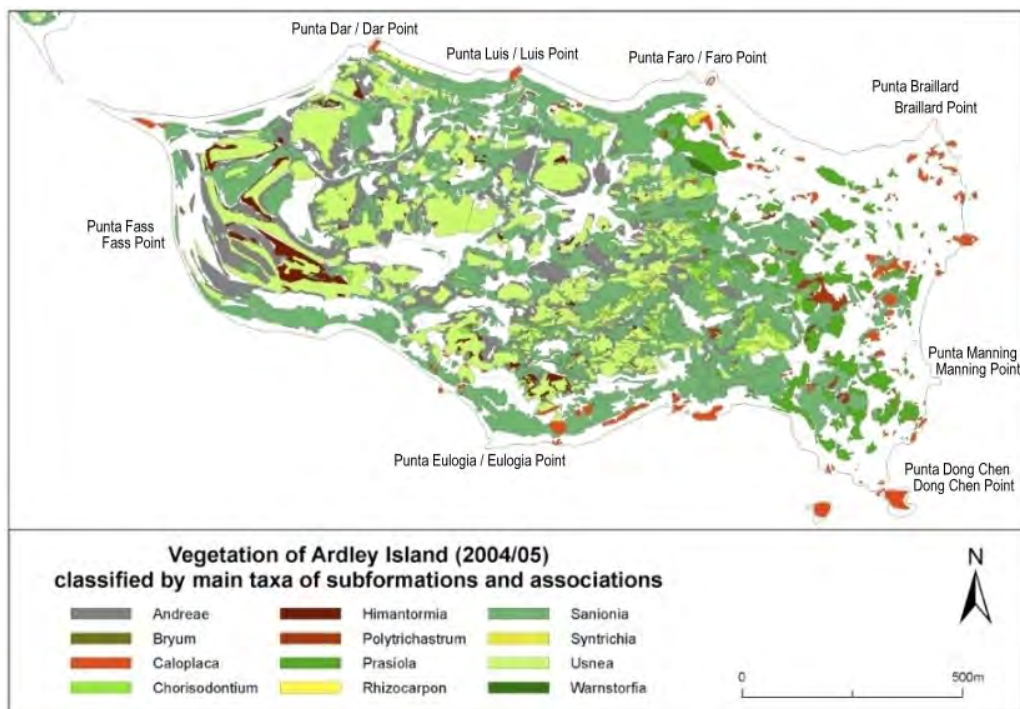 Punta Dar / Dar Point
Punta Luis / Luis Point
Punta Faro / Faro Point
Punta Braillard
Braillard Point
Punta Fass
Fass Point
Punta Manning
Manning Point
Punta Eulogia / Eulogia Point
Punta Dong Chen
Dong Chen Point
Vegetation of Ardley Island (2004/05)
classified by main taxa of subformations and associations
Andreae
Bryum
Caloplaca
Chorisodontium
Himantormia
Polytrichastrum
Prasiola
Rhizocarpon
Sanionia
Syntrichia
Usnea
Warnstorfia
N
0 500m